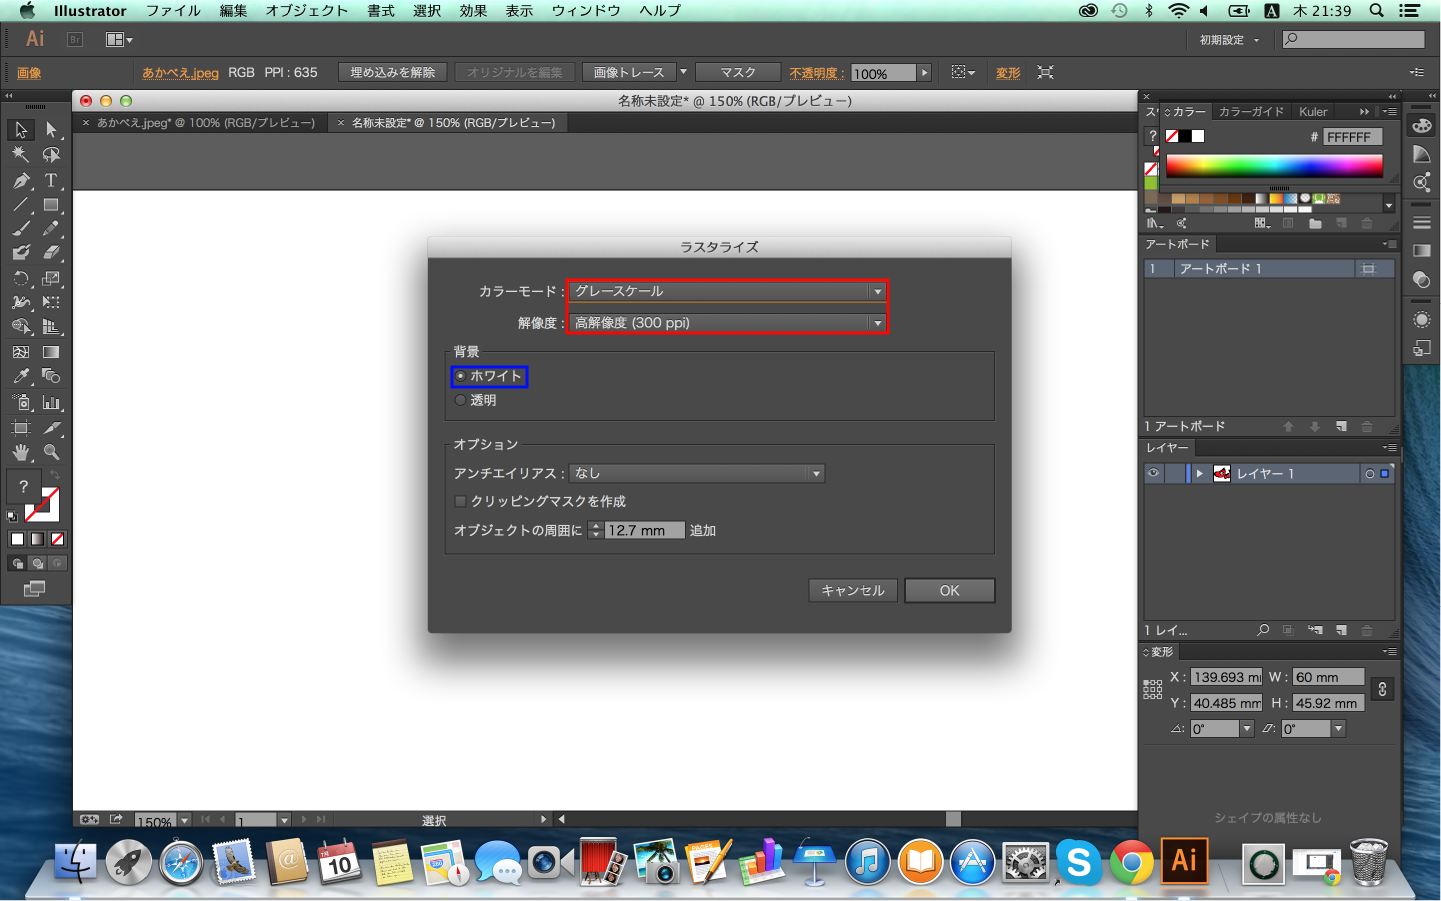 Illustrator ファイル 編集 オブジェクト 書式 選択 効果 表示 ウィンドウ ヘルプ A 木 21:39
Ai Br 初期設定
画像 あかべえ.jpeg RGB PPI : 635 埋め込みを解除 オリジナルを編集 画像トレース マスク 不透明度 : 100% 変形
名称未設定* @ 150% (RGB/プレビュー)
× あかべえ.jpeg* @ 100% (RGB/プレビュー) × 名称未設定* @ 150% (RGB/プレビュー)
カラー カラーガイド Kuler
? # FFFFFF
ラスタライズ
カラーモード : グレースケール
解像度 : 高解像度 (300 ppi)
背景
ホワイト
透明
オプション
アンチエイリアス : なし
クリッピングマスクを作成
オブジェクトの周囲に 12.7 mm 追加
キャンセル OK
アートボード
1 アートボード 1
1 アートボード
レイヤー
レイヤー 1
1 レイ...
変形
X : 139.693 m W : 60 mm
Y : 40.485 mm H : 45.92 mm
0° 0°
シェイプの属性なし
T
?
150% 1 選択
10
@
PAGES
S
Ai